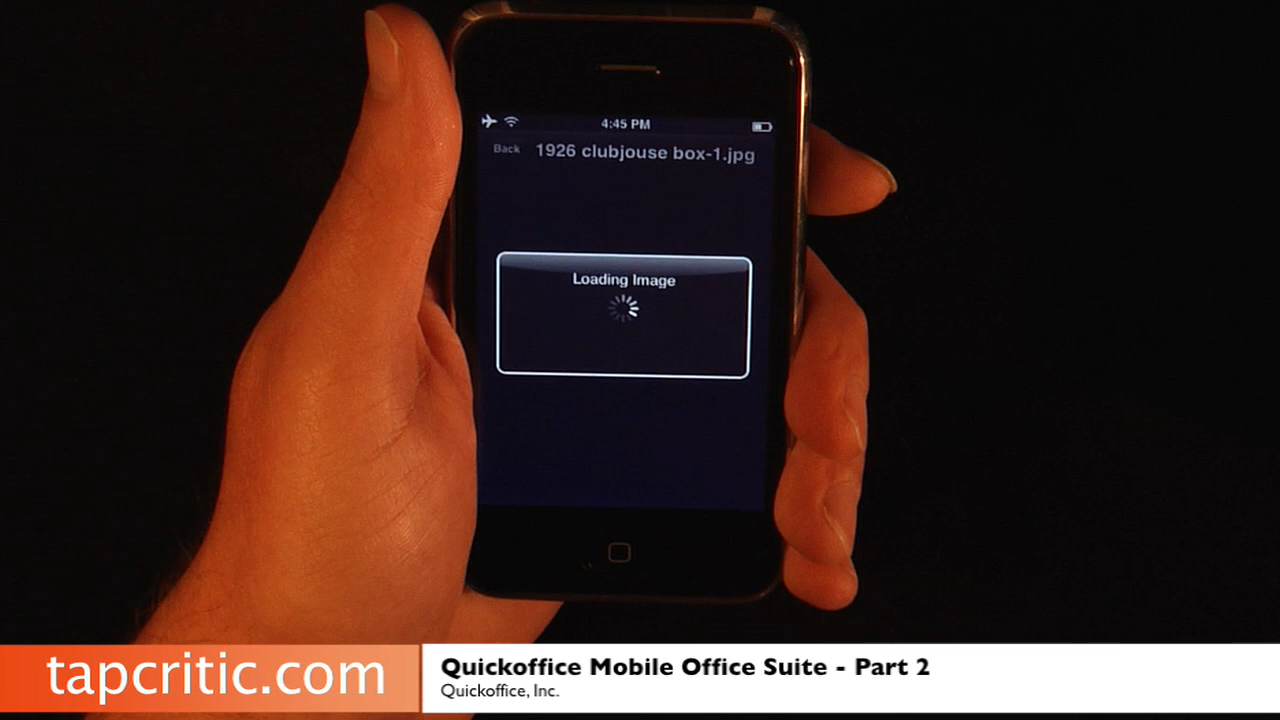 4:45 PM
Back 1926 clubjouse box-1.jpg
Loading Image
tapcritic.com
Quickoffice Mobile Office Suite - Part 2
Quickoffice, Inc.